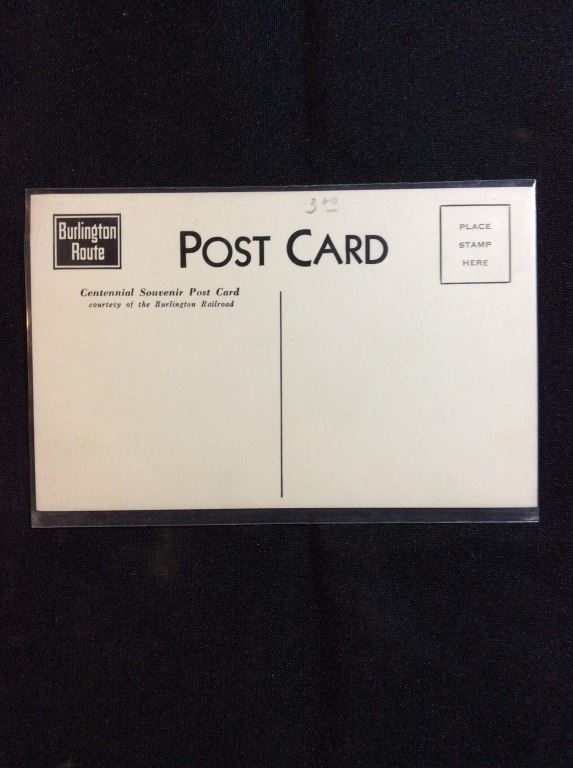 3 00
Burlington
Route
POST CARD
PLACE
STAMP
HERE
Centennial Souvenir Post Card
courtesy of the Burlington Railroad